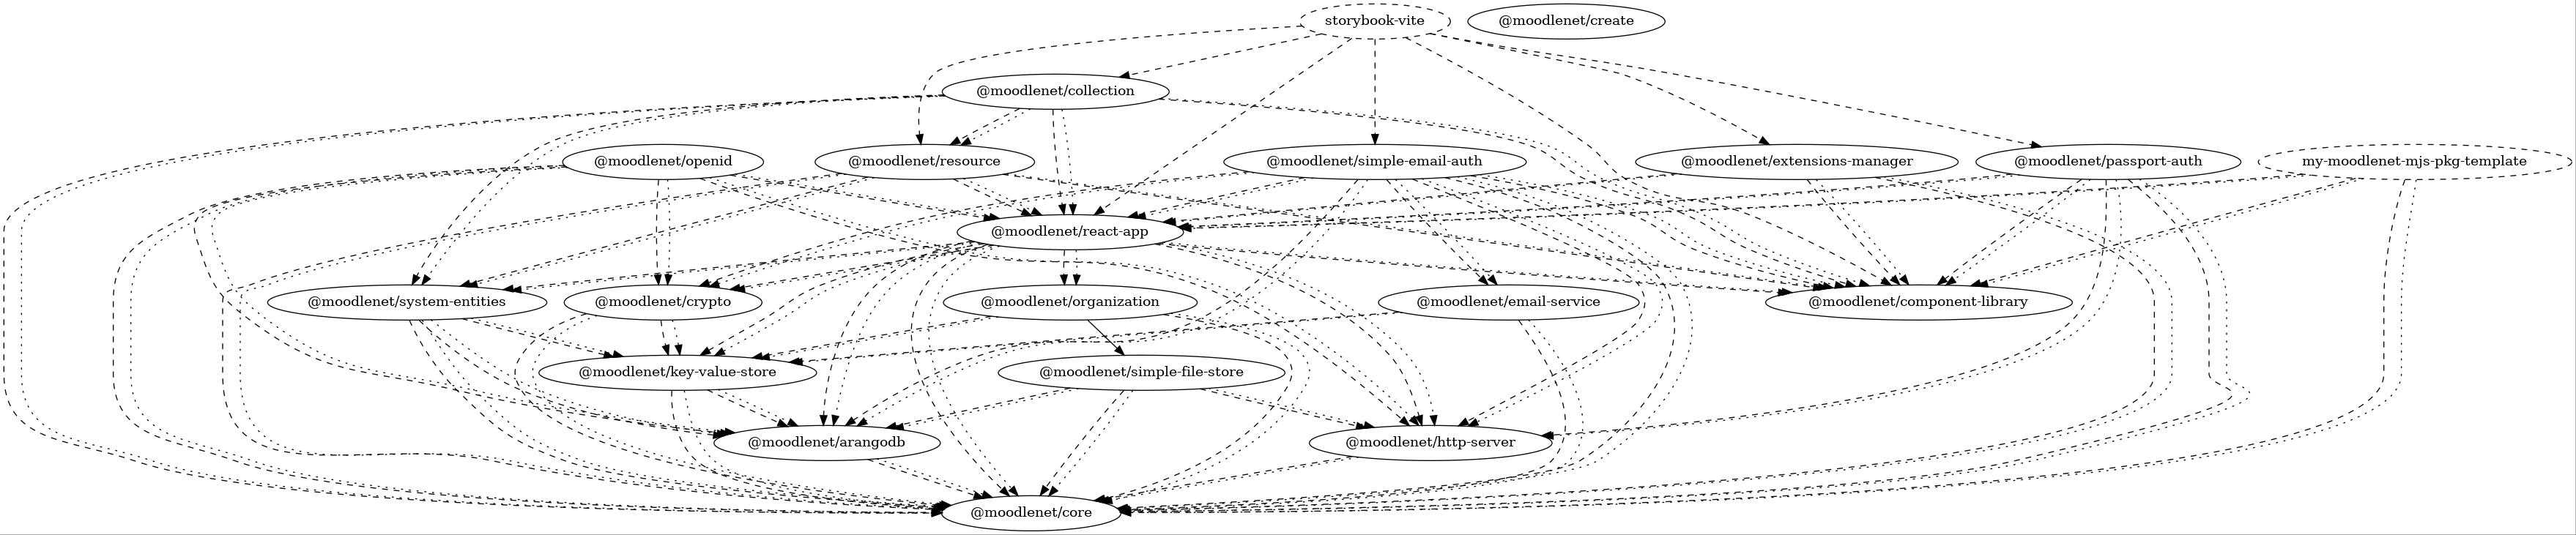 storybook-vite
@moodlenet/create
@moodlenet/collection
@moodlenet/openid
@moodlenet/resource
@moodlenet/simple-email-auth
@moodlenet/extensions-manager
@moodlenet/passport-auth
my-moodlenet-mjs-pkg-template
@moodlenet/react-app
@moodlenet/system-entities
@moodlenet/crypto
@moodlenet/organization
@moodlenet/email-service
@moodlenet/component-library
@moodlenet/key-value-store
@moodlenet/simple-file-store
@moodlenet/arangodb
@moodlenet/http-server
@moodlenet/core